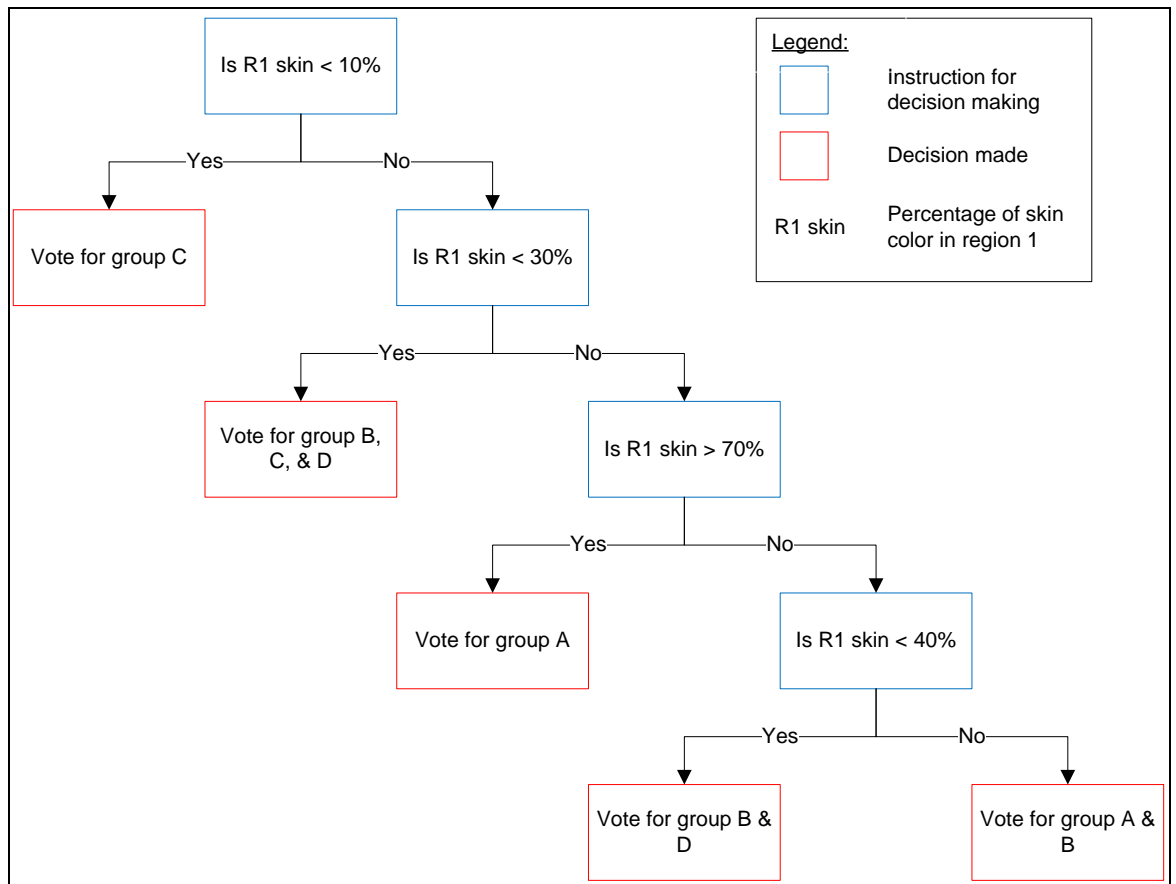 Is R1 skin < 10%
Legend:
instruction for
decision making
Decision made
R1 skin
Percentage of skin
color in region 1
Yes
No
Vote for group C
Is R1 skin < 30%
Yes
No
Vote for group B,
C, & D
Is R1 skin > 70%
Yes
No
Vote for group A
Is R1 skin < 40%
Yes
No
Vote for group B &
D
Vote for group A &
B